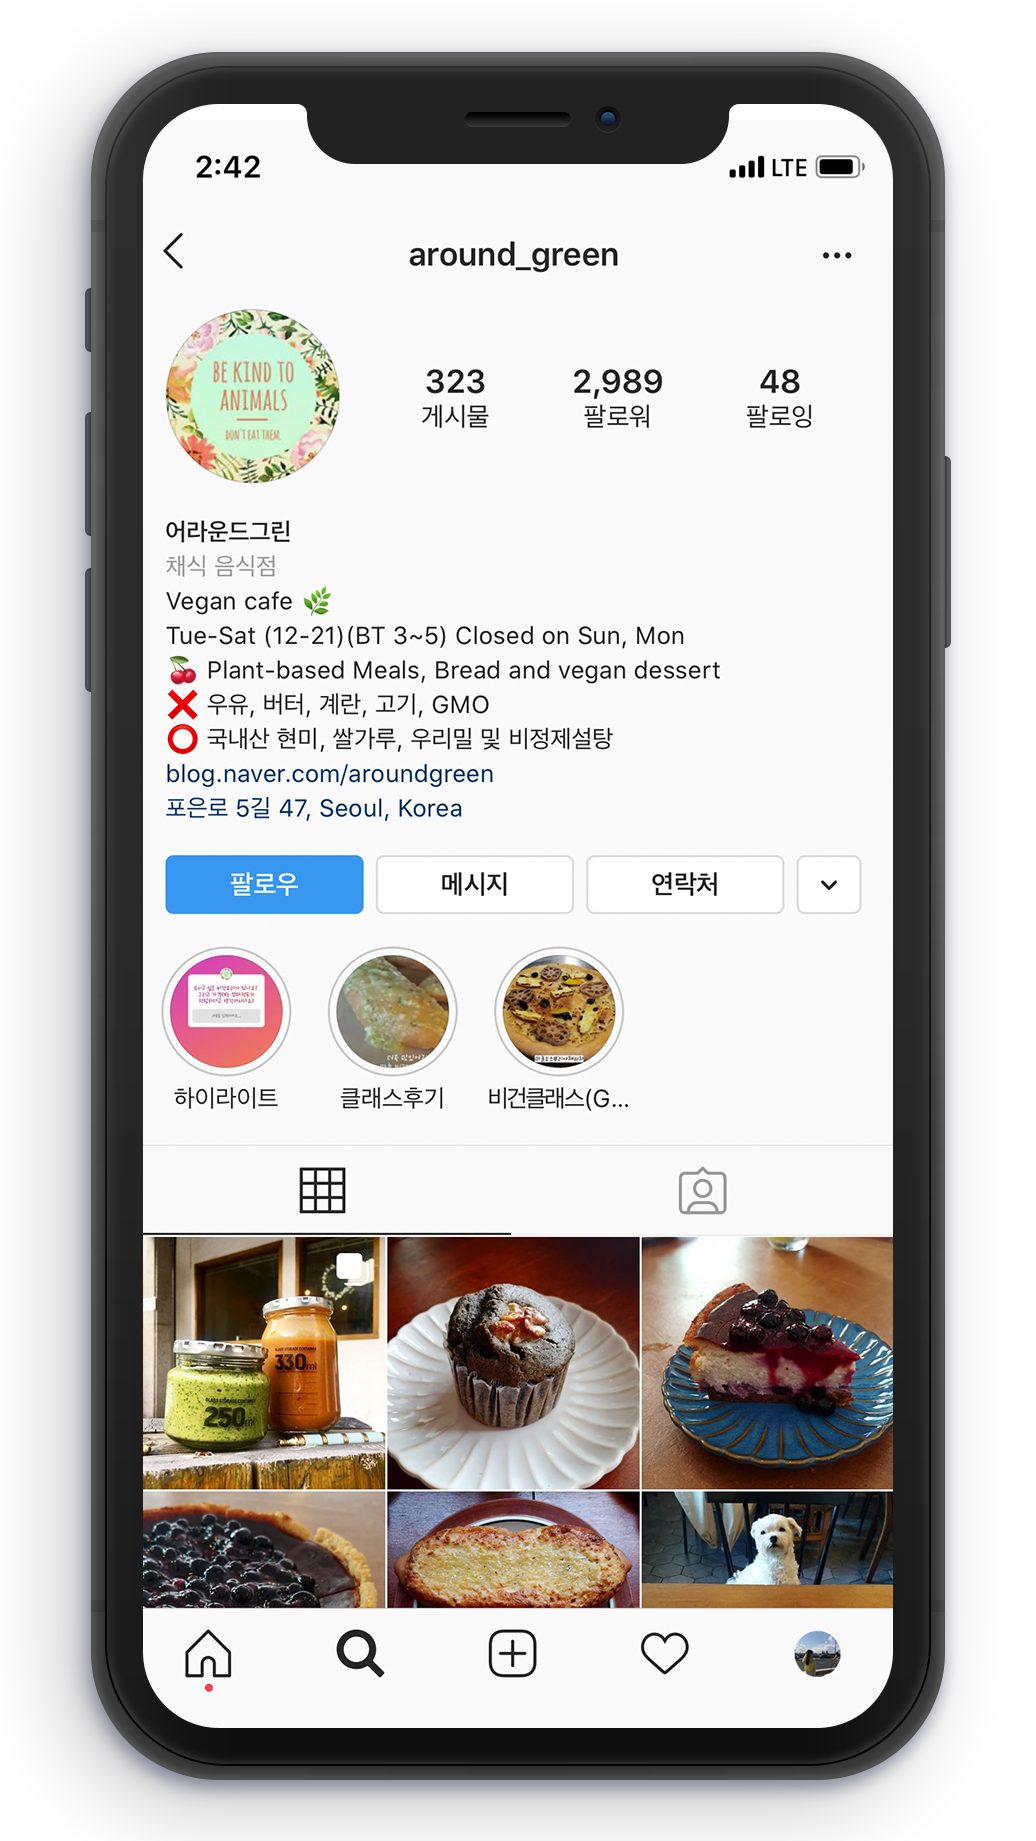 2:42
LTE
around_green
BE KIND TO
ANIMALS
DON'T EAT THEM.
323
게시물
2,989
팔로워
48
팔로잉
어라운드그린
채식 음식점
Vegan cafe 🌿
Tue-Sat (12-21)(BT 3~5) Closed on Sun, Mon
🍒 Plant-based Meals, Bread and vegan dessert
❌ 우유, 버터, 계란, 고기, GMO
⭕ 국내산 현미, 쌀가루, 우리밀 및 비정제설탕
blog.naver.com/aroundgreen
포은로 5길 47, Seoul, Korea
팔로우
메시지
연락처
하이라이트
클래스후기
비건클래스(G...
330ml
250ml